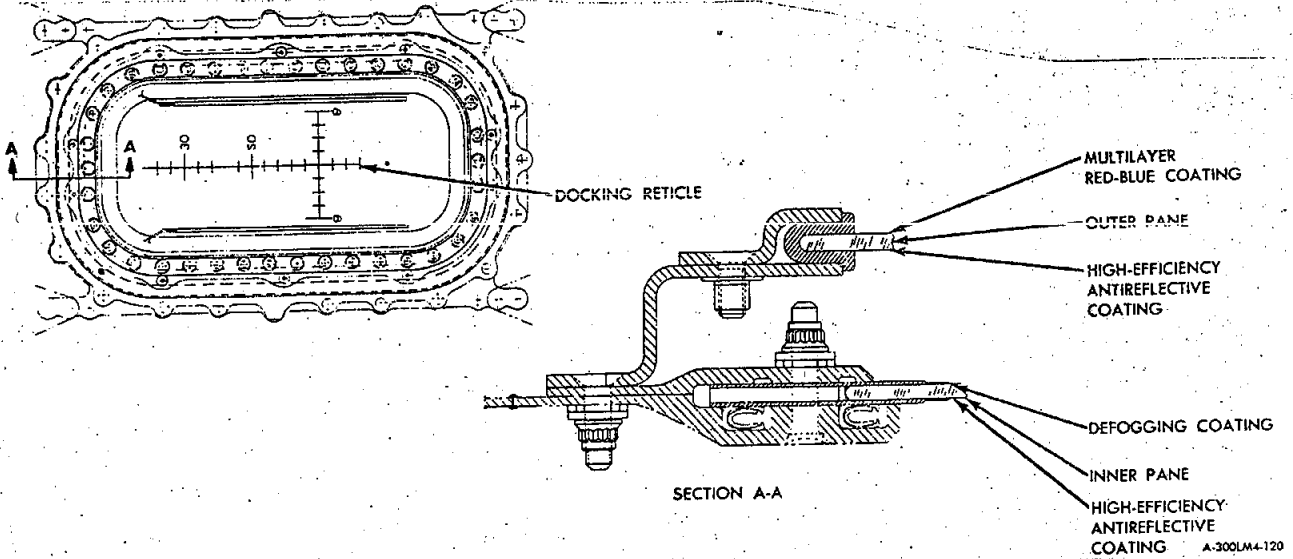 A
A
30
50
DOCKING RETICLE
MULTILAYER
RED-BLUE COATING
OUTER PANE
HIGH-EFFICIENCY
ANTIREFLECTIVE
COATING
DEFOGGING COATING
INNER PANE
HIGH-EFFICIENCY
ANTIREFLECTIVE
COATING
SECTION A-A
A-300LM4-120